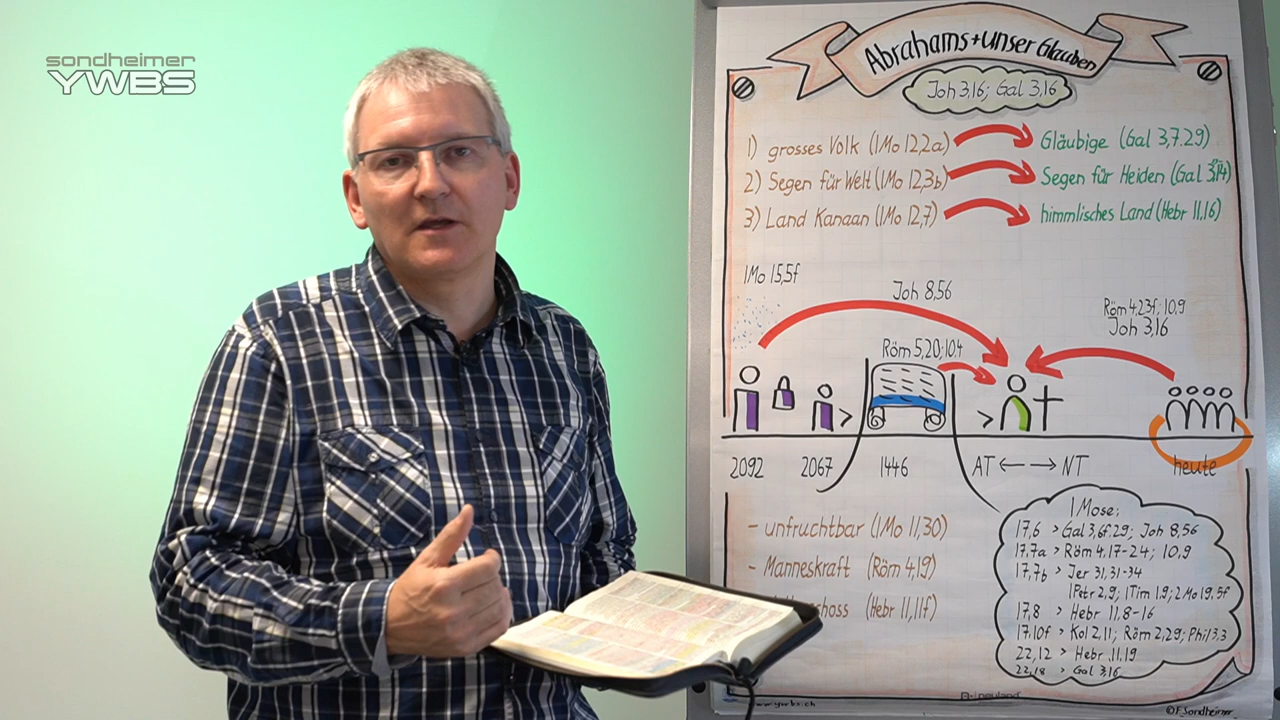 sondheimer
YWBS
Abrahams + unser Glauben
Joh 3,16; Gal 3,16
1) grosses Volk (1Mo 12,2a)
Gläubige (Gal 3,7.29)
2) Segen für Welt (1Mo 12,3b)
Segen für Heiden (Gal 3,14)
3) Land Kanaan (1Mo 12,7)
himmlisches Land (Hebr 11,16)
1Mo 15,5f
Joh 8,56
Röm 4,23f; 10,9
Joh 3,16
Röm 5,20; 10,4
2092
2067
1446
AT ← → NT
heute
- unfruchtbar (1Mo 11,30)
- Manneskraft (Röm 4,19)
(Hebr 11,11f)
1Mose:
17,6 > Gal 3,6f.29; Joh 8,56
17,7a > Röm 4,17-24; 10,9
17,7b > Jer 31,31-34
1Petr 2,9; 1Tim 1,9; 2Mo 19,5f
17,8 > Hebr 11,8-16
17,10f > Kol 2,11; Röm 2,29; Phil 3,3
22,12 > Hebr 11,19
22,18 > Gal 3,16
neuland
www.ywbs.ch
©F.Sondheimer